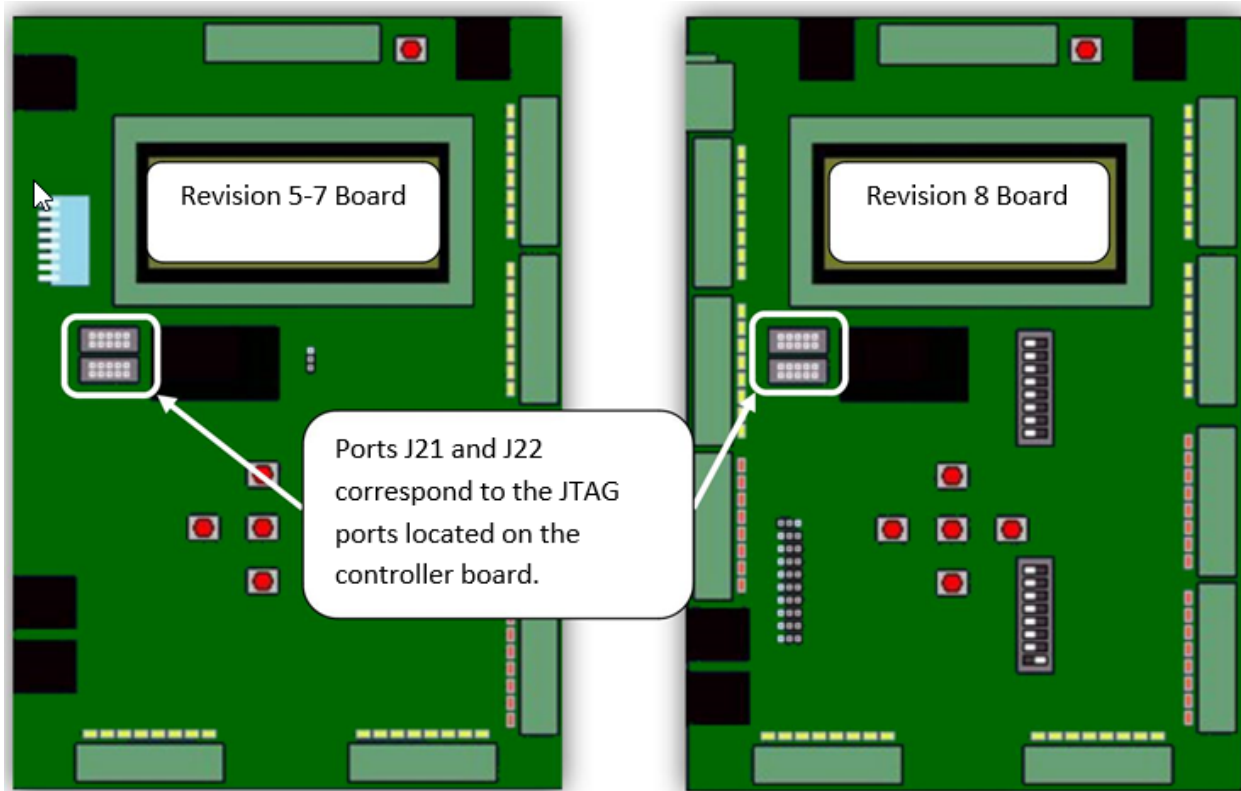 Revision 5-7 Board
Revision 8 Board
Ports J21 and J22
correspond to the JTAG
ports located on the
controller board.